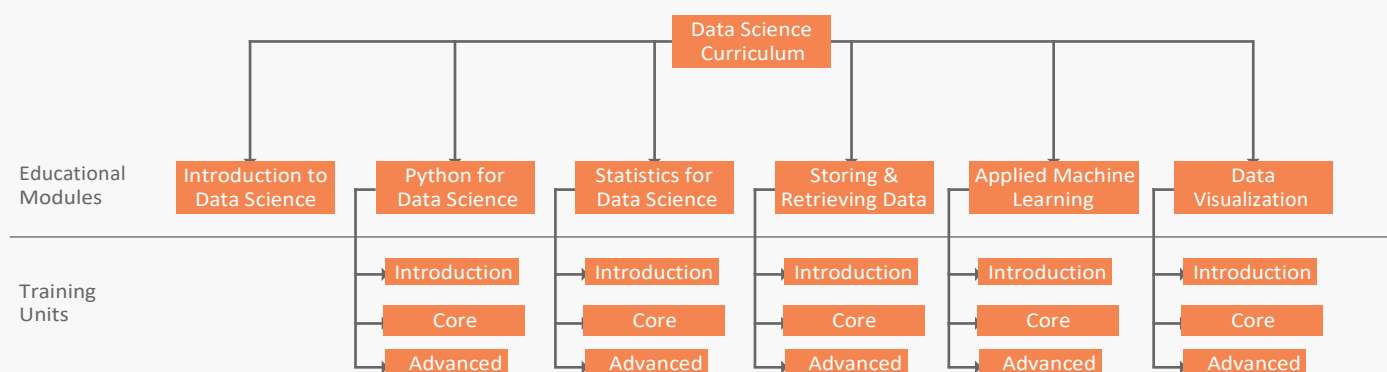 Data Science
Curriculum
Educational
Modules
Introduction to
Data Science
Python for
Data Science
Statistics for
Data Science
Storing &
Retrieving Data
Applied Machine
Learning
Data
Visualization
Training
Units
Introduction
Core
Advanced
Introduction
Core
Advanced
Introduction
Core
Advanced
Introduction
Core
Advanced
Introduction
Core
Advanced